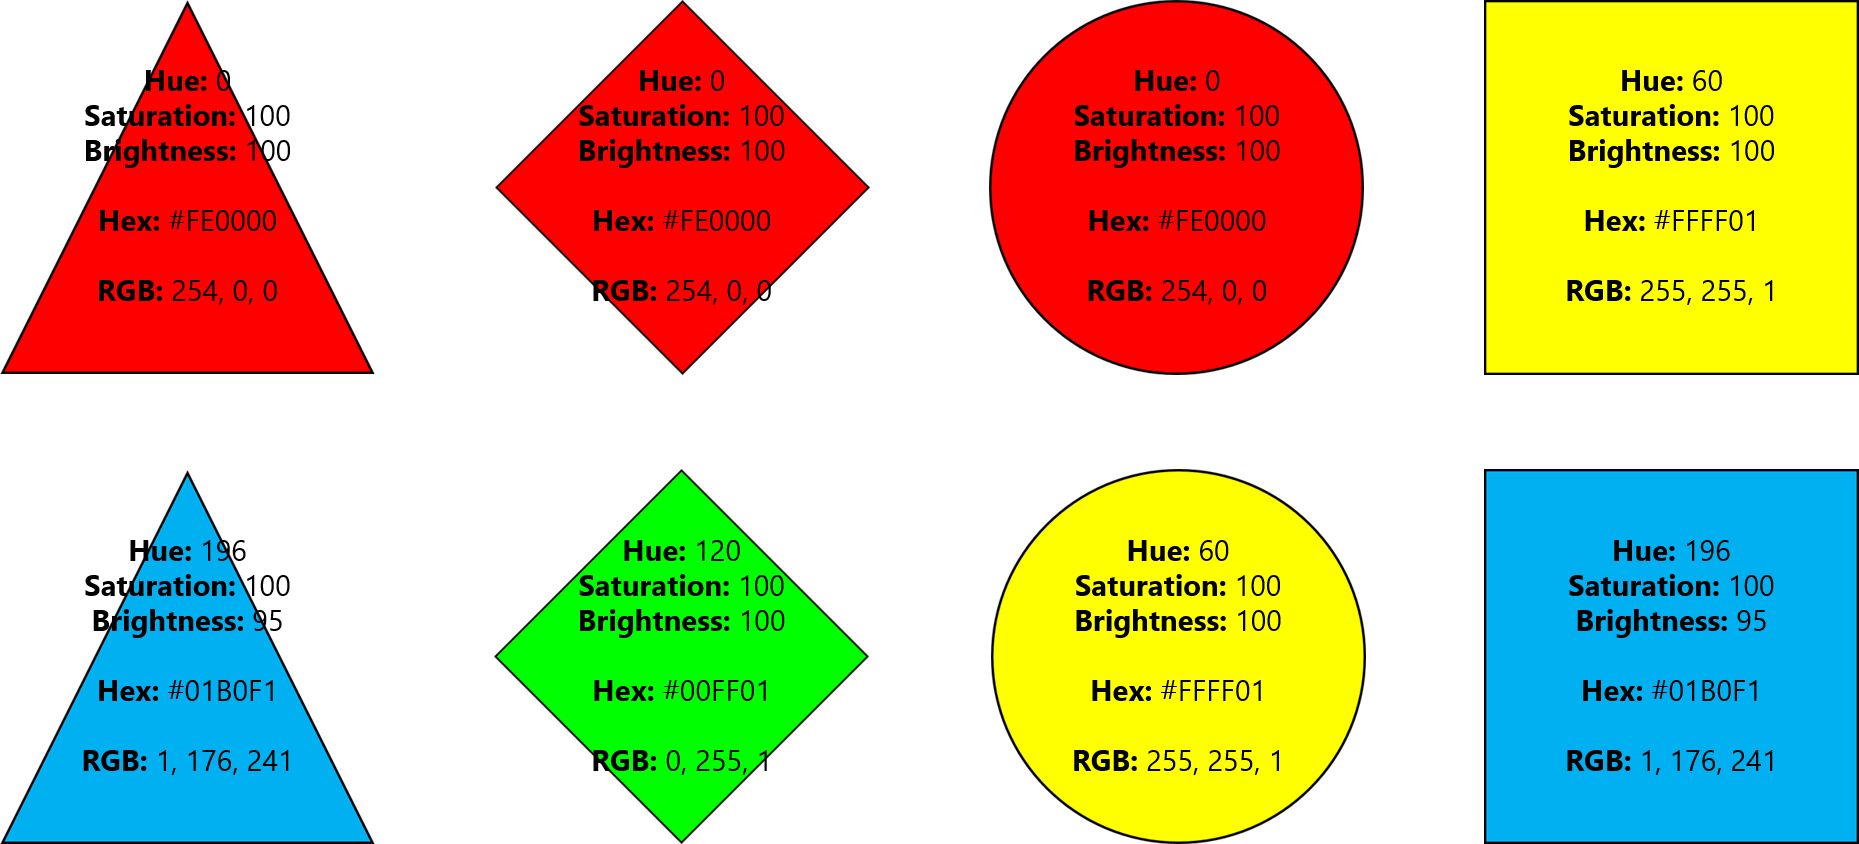 Hue: 0
Saturation: 100
Brightness: 100
Hex: #FE0000
RGB: 254, 0, 0
Hue: 0
Saturation: 100
Brightness: 100
Hex: #FE0000
RGB: 254, 0, 0
Hue: 0
Saturation: 100
Brightness: 100
Hex: #FE0000
RGB: 254, 0, 0
Hue: 60
Saturation: 100
Brightness: 100
Hex: #FFFF01
RGB: 255, 255, 1
Hue: 196
Saturation: 100
Brightness: 95
Hex: #01B0F1
RGB: 1, 176, 241
Hue: 120
Saturation: 100
Brightness: 100
Hex: #00FF01
RGB: 0, 255, 1
Hue: 60
Saturation: 100
Brightness: 100
Hex: #FFFF01
RGB: 255, 255, 1
Hue: 196
Saturation: 100
Brightness: 95
Hex: #01B0F1
RGB: 1, 176, 241